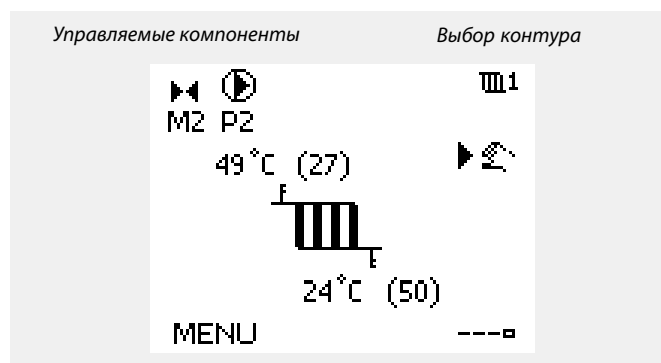 Управляемые компоненты Выбор контура
1
M2 P2
49°C (27)
24°C (50)
MENU ---